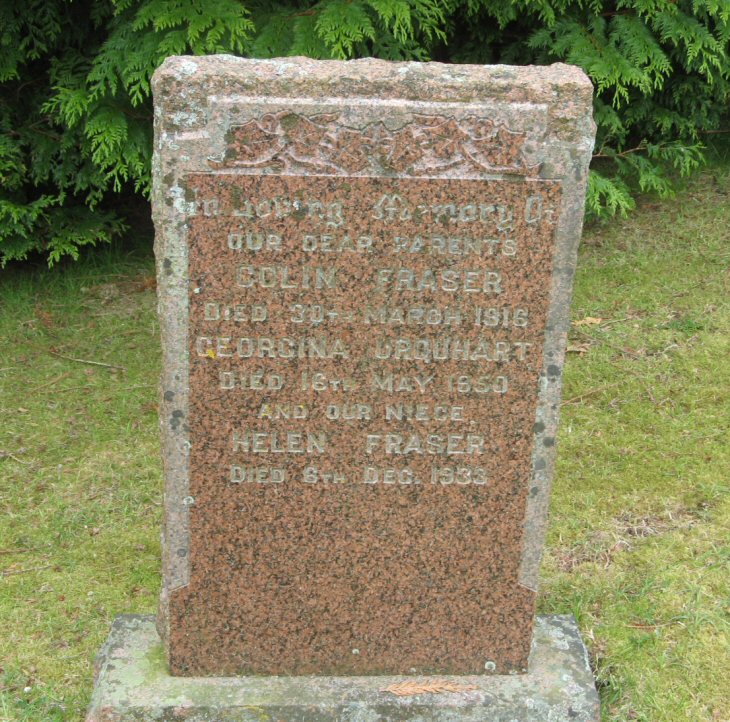 In Loving Memory Of
OUR DEAR PARENTS
COLIN FRASER
DIED 30TH MARCH 1916
GEORGINA URQUHART
DIED 16TH MAY 1950
AND OUR NIECE,
HELEN FRASER
DIED 6TH DEC. 1933